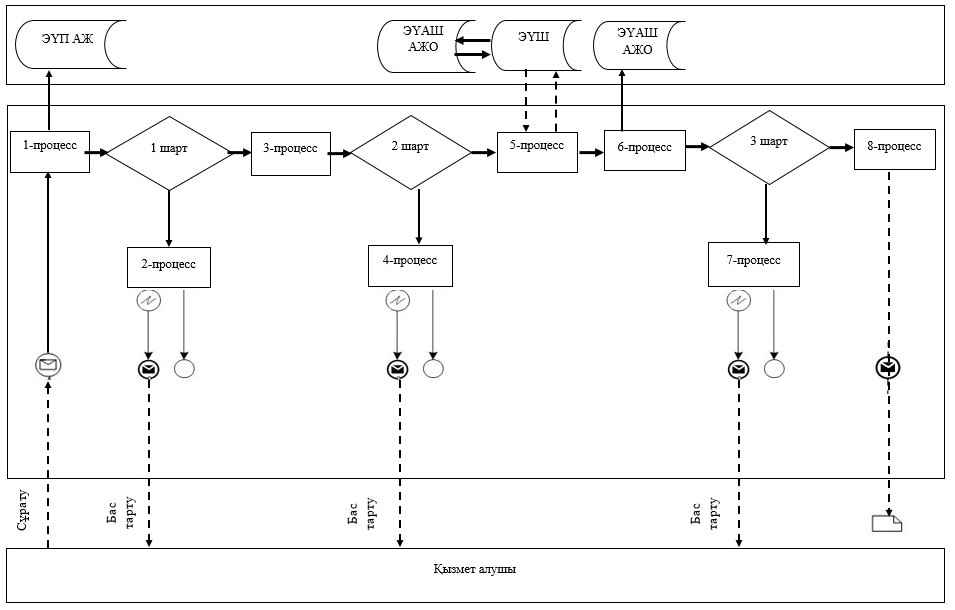 ЭҮП АЖ
ЭҮАШ
АЖО
ЭҮШ
ЭҮАШ
АЖО
1-процесс
1 шарт
3-процесс
2 шарт
5-процесс
6-процесс
3 шарт
8-процесс
2-процесс
4-процесс
7-процесс
Сұрату
Бас
тарту
Бас
тарту
Бас
тарту
Қызмет алушы